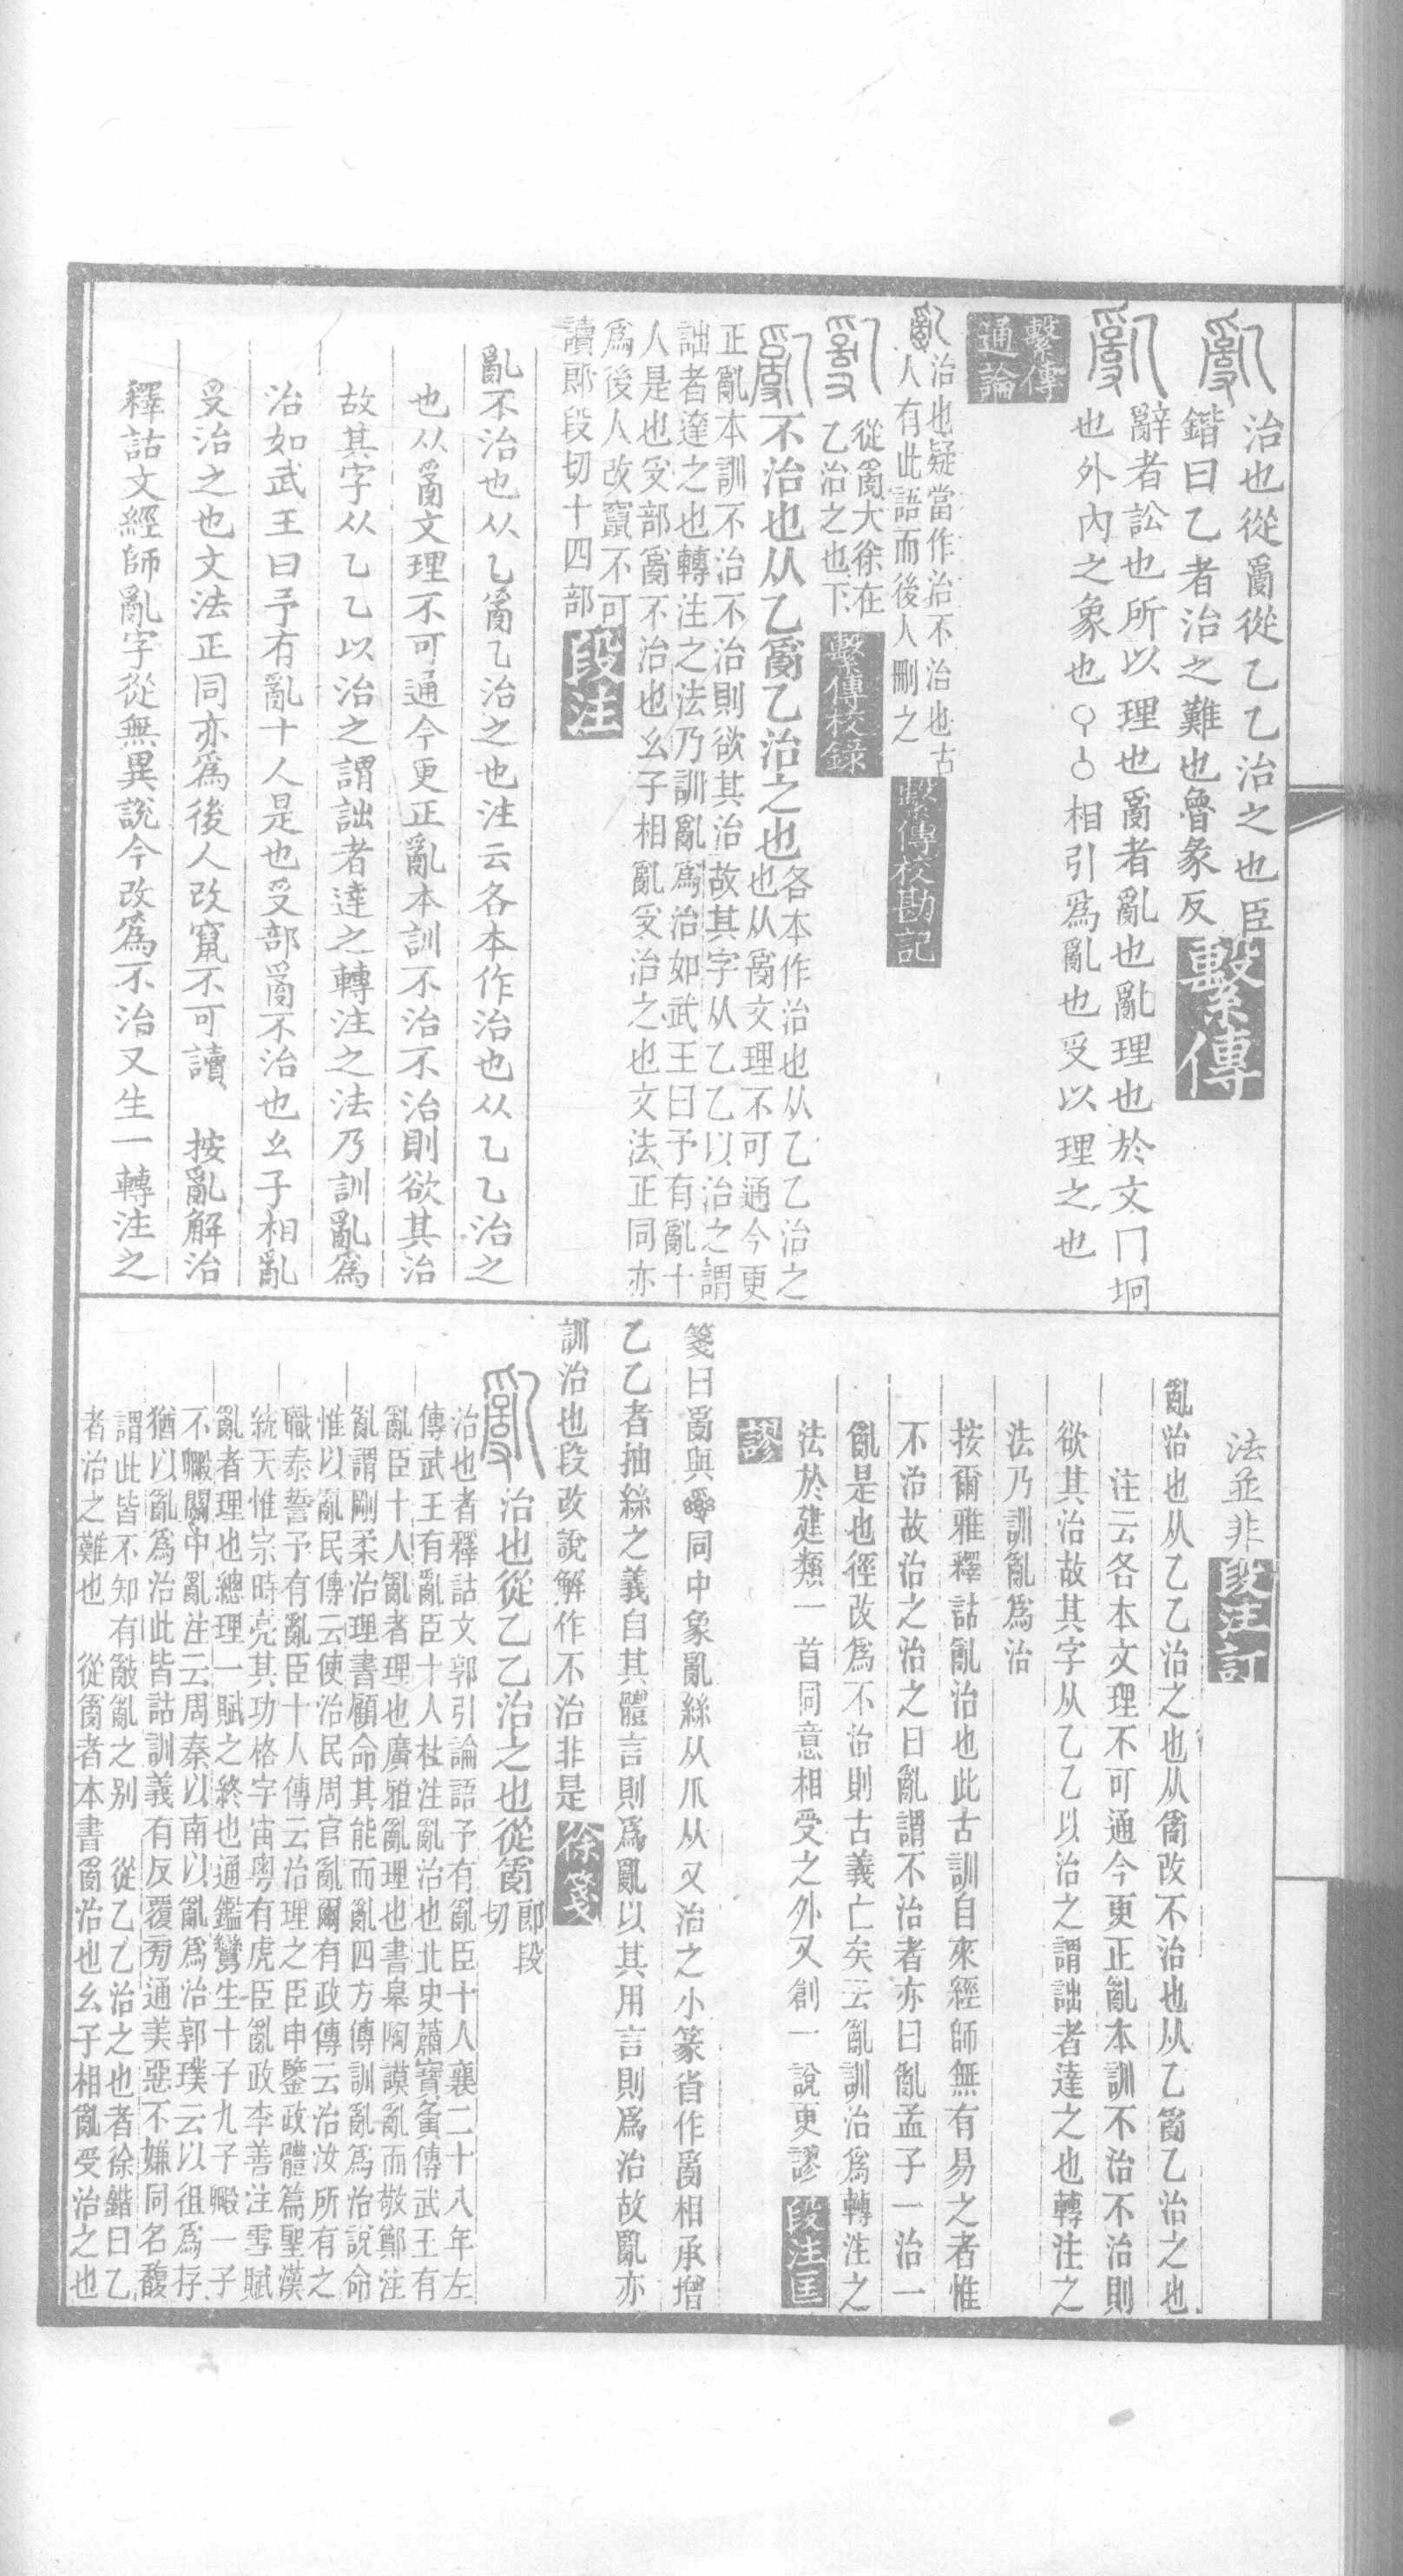 治也從𤔔從乙乙治之也臣
鍇曰乙者治之難也魯彖反
繫傳
辭者訟也所以理也𤔔者亂也亂理也於文冂坰
也外內之象也相引爲亂也𠬪以理之也
繫傳
通論
治也疑當作治不治也古
人有此語而後人刪之
繫傳校勘記
從𤔔大徐在
乙治之也下
繫傳校錄
不治也从乙𤔔乙治之也
各本作治也从乙乙治之
也从𤔔文理不可通今更
正亂本訓不治不治則欲其治故其字从乙乙以治之謂
詘者達之也轉注之法乃訓亂爲治如武王曰予有亂十
人是也𠬪部𤔔不治也幺子相亂𠬪治之也文法正同亦
爲後人改竄不可
讀郎段切十四部
段注
亂不治也从乙𤔔乙治之也注云各本作治也从乙乙治之
也从𤔔文理不可通今更正亂本訓不治不治則欲其治
故其字从乙乙以治之謂詘者達之轉注之法乃訓亂爲
治如武王曰予有亂十人是也𠬪部𤔔不治也幺子相亂
𠬪治之也文法正同亦爲後人改竄不可讀 按亂解治
釋詁文經師亂字從無異說今改爲不治又生一轉注之
法並非
段注訂
亂治也从乙乙治之也从𤔔改不治也从乙𤔔乙治之也
注云各本文理不可通今更正亂本訓不治不治則
欲其治故其字从乙乙以治之謂詘者達之也轉注之
法乃訓亂爲治
按爾雅釋詁亂治也此古訓自來經師無有易之者惟
不治故治之治之曰亂謂不治者亦曰亂孟子一治一
亂是也徑改爲不治則古義亡矣云亂訓治爲轉注之
法於建類一首同意相受之外又創一說更謬
段注匡
謬
箋曰𤔔與同中象亂絲从爪从又治之小篆省作𤔔相承增
乙乙者抽絲之義自其體言則爲亂以其用言則爲治故亂亦
訓治也段改說解作不治非是
徐箋
治也從乙乙治之也從𤔔
郎段
切
治也者釋詁文郭引論語予有亂臣十人襄二十八年左
傳武王有亂臣十人杜注亂治也北史蕭寶夤傳武王有
亂臣十人亂者理也廣雅亂理也書皋陶謨亂而敬鄭注
亂謂剛柔治理書顧命其能而亂四方傳訓亂爲治說命
惟以亂民傳云使治民周官亂爾有政傳云治汝所有之
職泰誓予有亂臣十人傳云治理之臣申鑒政體篇聖漢
統天惟宗時亮其功格宇宙粵有虎臣亂政李善注雪賦
亂者理也總理一賦之終也通鑑鸞生十子九子毈一子
不毈關中亂注云周秦以南以亂爲治郭璞云以徂爲存
猶以亂爲治此皆詁訓義有反覆旁通美惡不嫌同名馥
謂此皆不知有𤔔亂之别 從乙乙治之也者徐鍇曰乙
者治之難也 從𤔔者本書𤔔治也幺子相亂受治之也